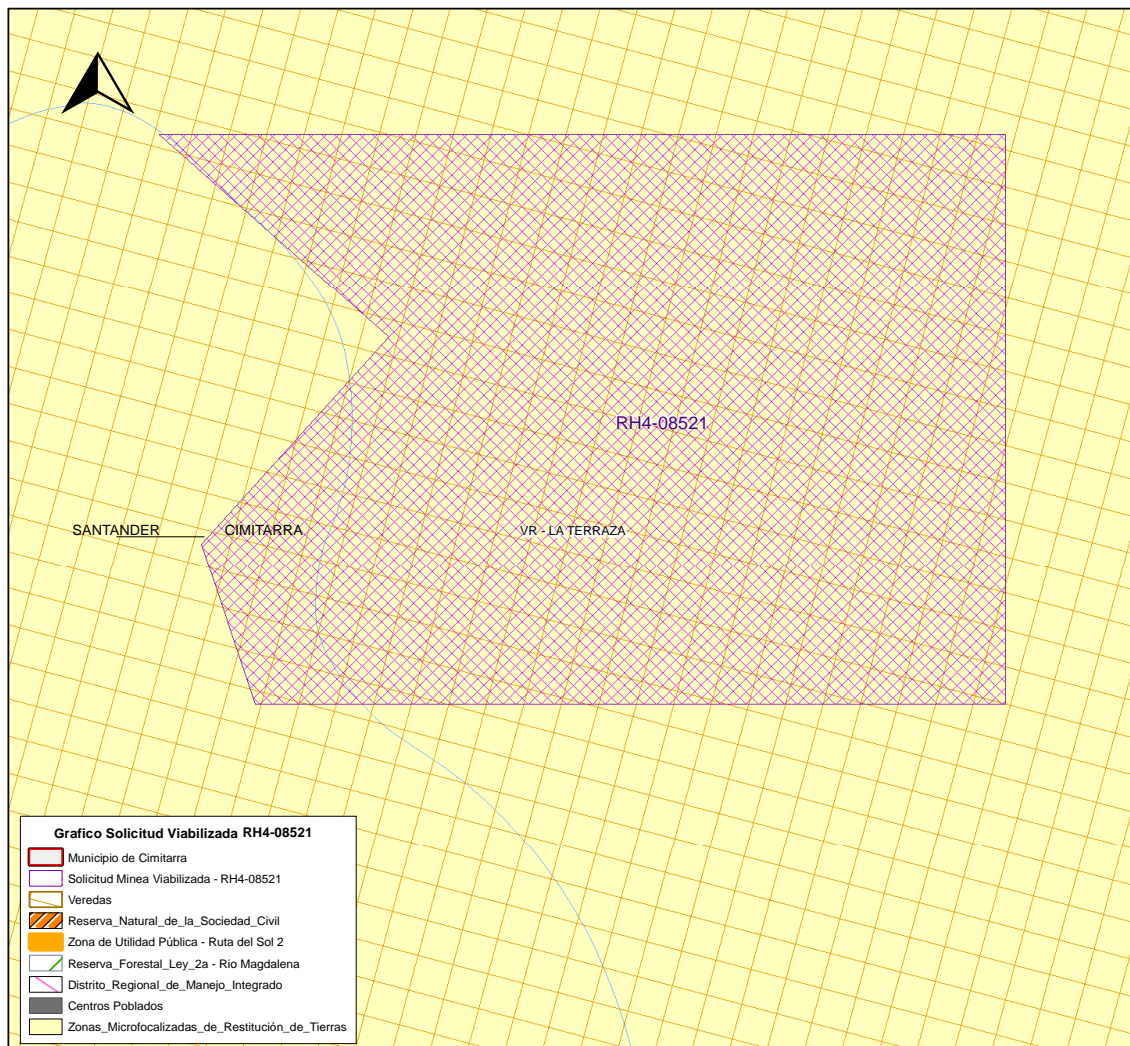 RH4-08521
SANTANDER
CIMITARRA
VR - LA TERRAZA
Grafico Solicitud Viabilizada RH4-08521
Municipio de Cimitarra
Solicitud Minea Viabilizada - RH4-08521
Veredas
Reserva_Natural_de_la_Sociedad_Civil
Zona de Utilidad Pública - Ruta del Sol 2
Reserva_Forestal_Ley_2a - Rio Magdalena
Distrito_Regional_de_Manejo_Integrado
Centros Poblados
Zonas_Microfocalizadas_de_Restitución_de_Tierras